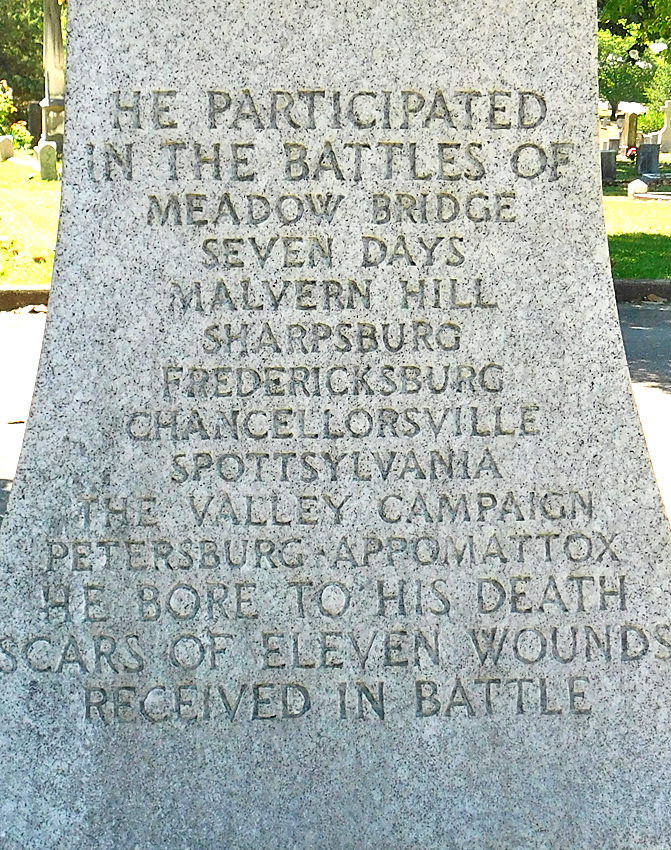 HE PARTICIPATED
IN THE BATTLES OF
MEADOW BRIDGE
SEVEN DAYS
MALVERN HILL
SHARPSBURG
FREDERICKSBURG
CHANCELLORSVILLE
SPOTTSYLVANIA
THE VALLEY CAMPAIGN
PETERSBURG·APPOMATTOX
HE BORE TO HIS DEATH
SCARS OF ELEVEN WOUNDS
RECEIVED IN BATTLE